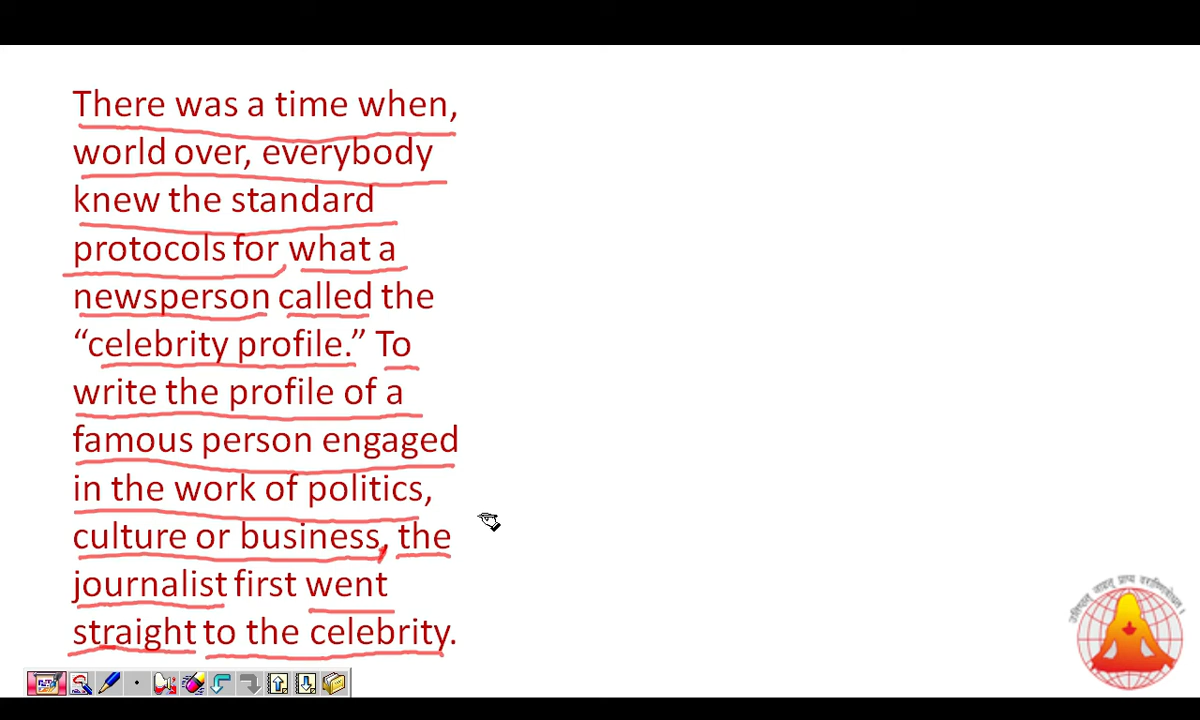 There was a time when,
world over, everybody
knew the standard
protocols for what a
newsperson called the
“celebrity profile.” To
write the profile of a
famous person engaged
in the work of politics,
culture or business, the
journalist first went
straight to the celebrity.